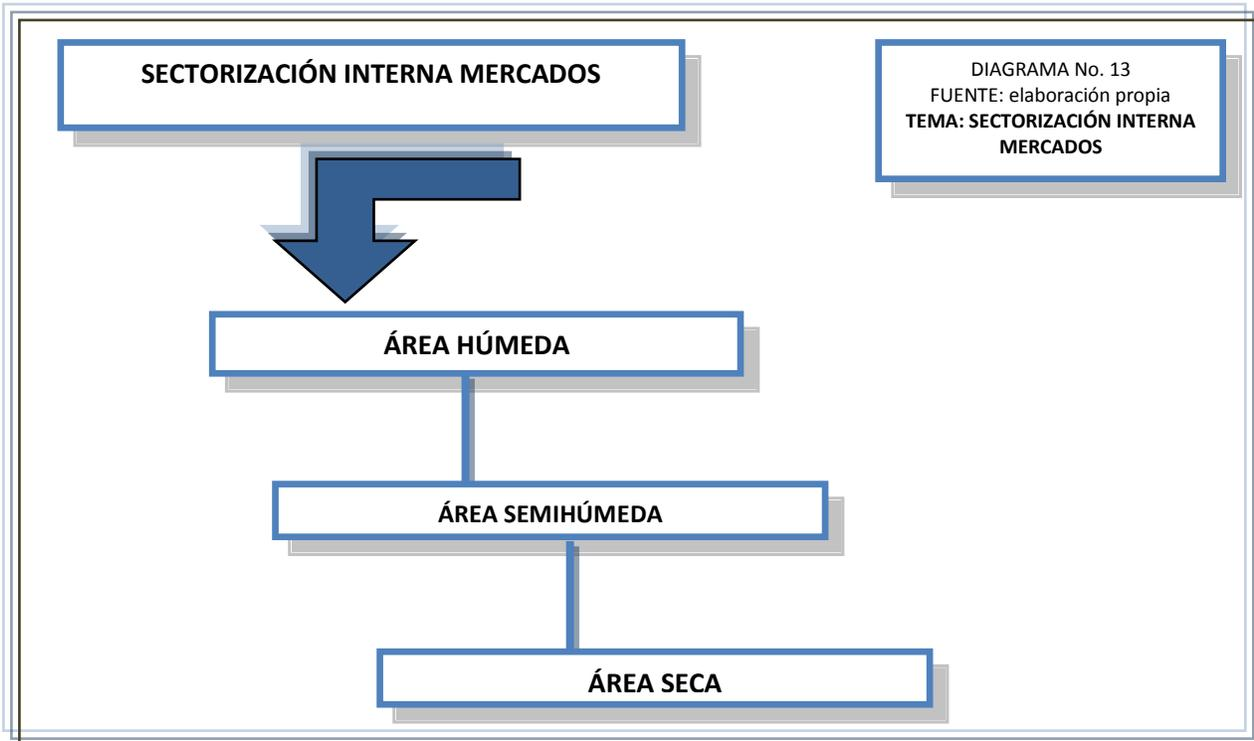 SECTORIZACIÓN INTERNA MERCADOS
DIAGRAMA No. 13
FUENTE: elaboración propia
TEMA: SECTORIZACIÓN INTERNA
MERCADOS
ÁREA HÚMEDA
ÁREA SEMIHÚMEDA
ÁREA SECA